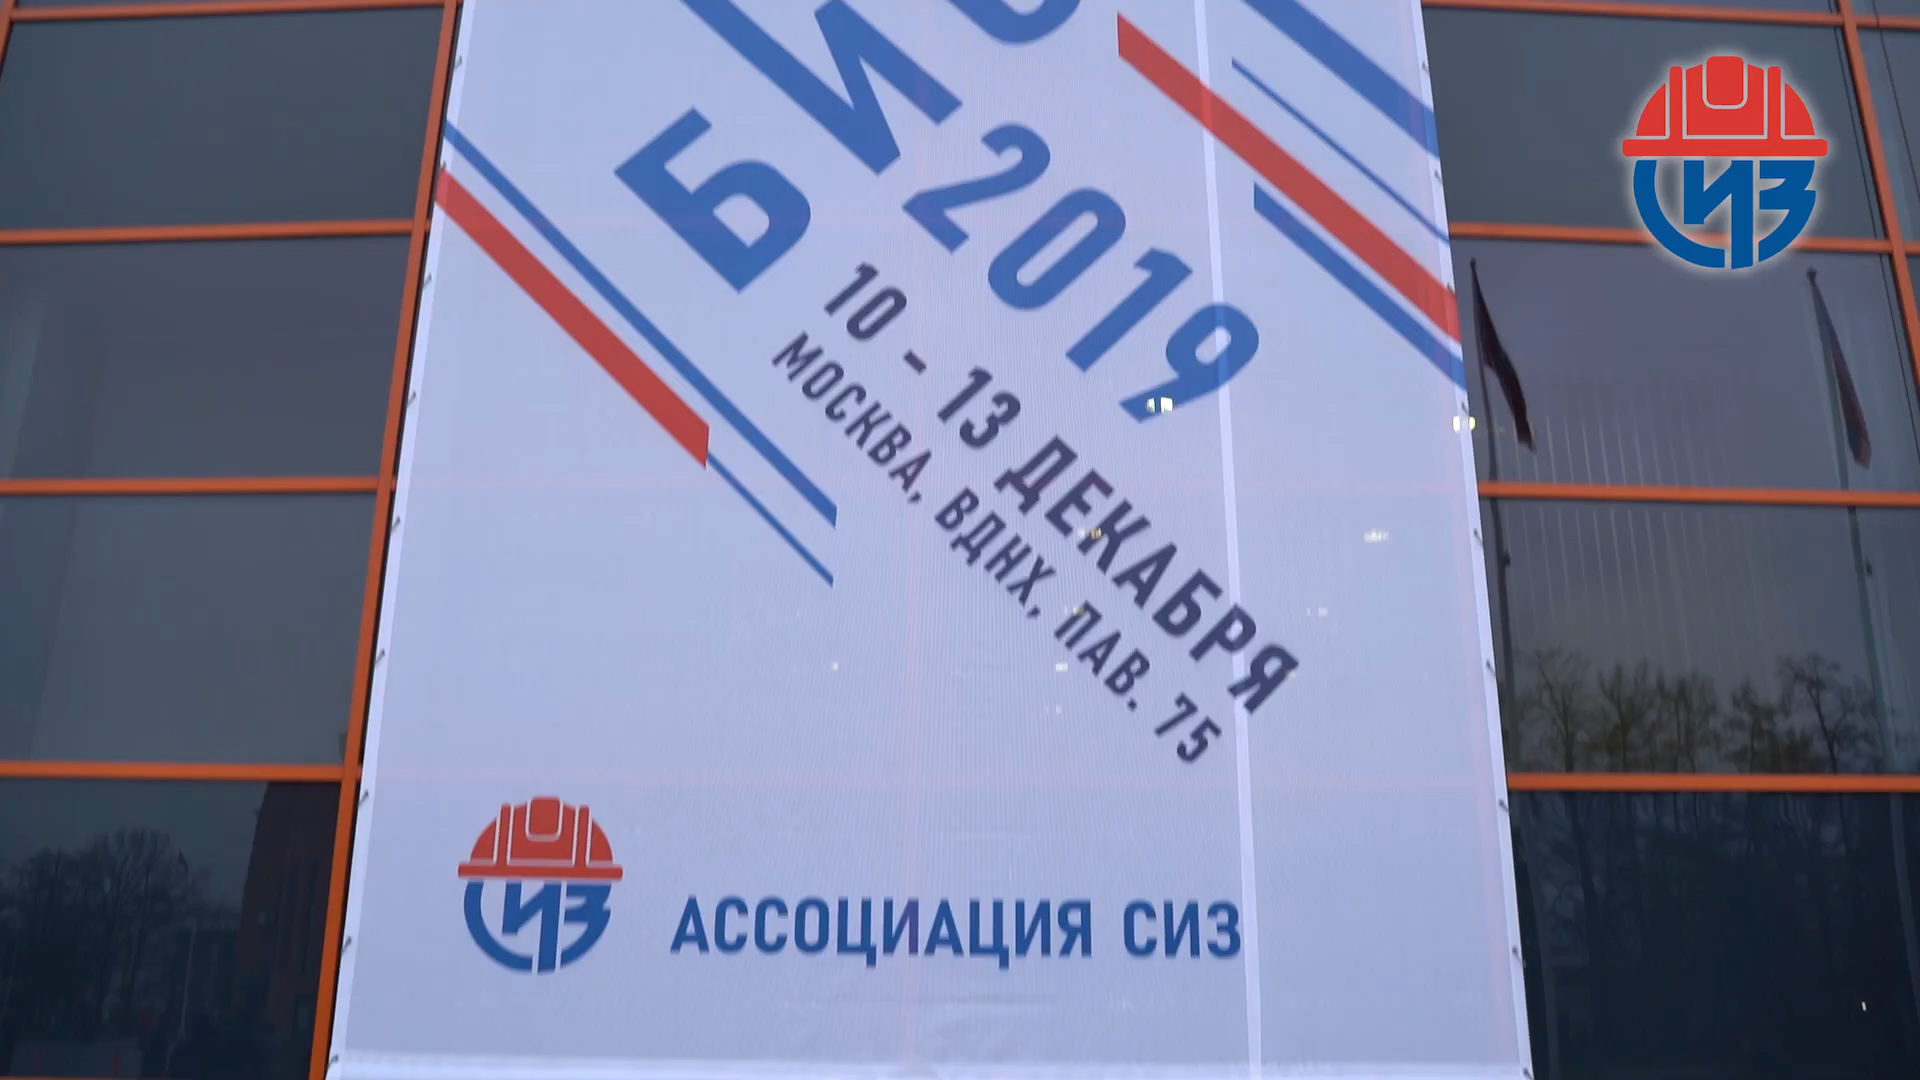 2019
10 - 13 ДЕКАБРЯ
МОСКВА, ВДНХ, ПАВ. 75
СИЗ
АССОЦИАЦИЯ СИЗ
СИЗ